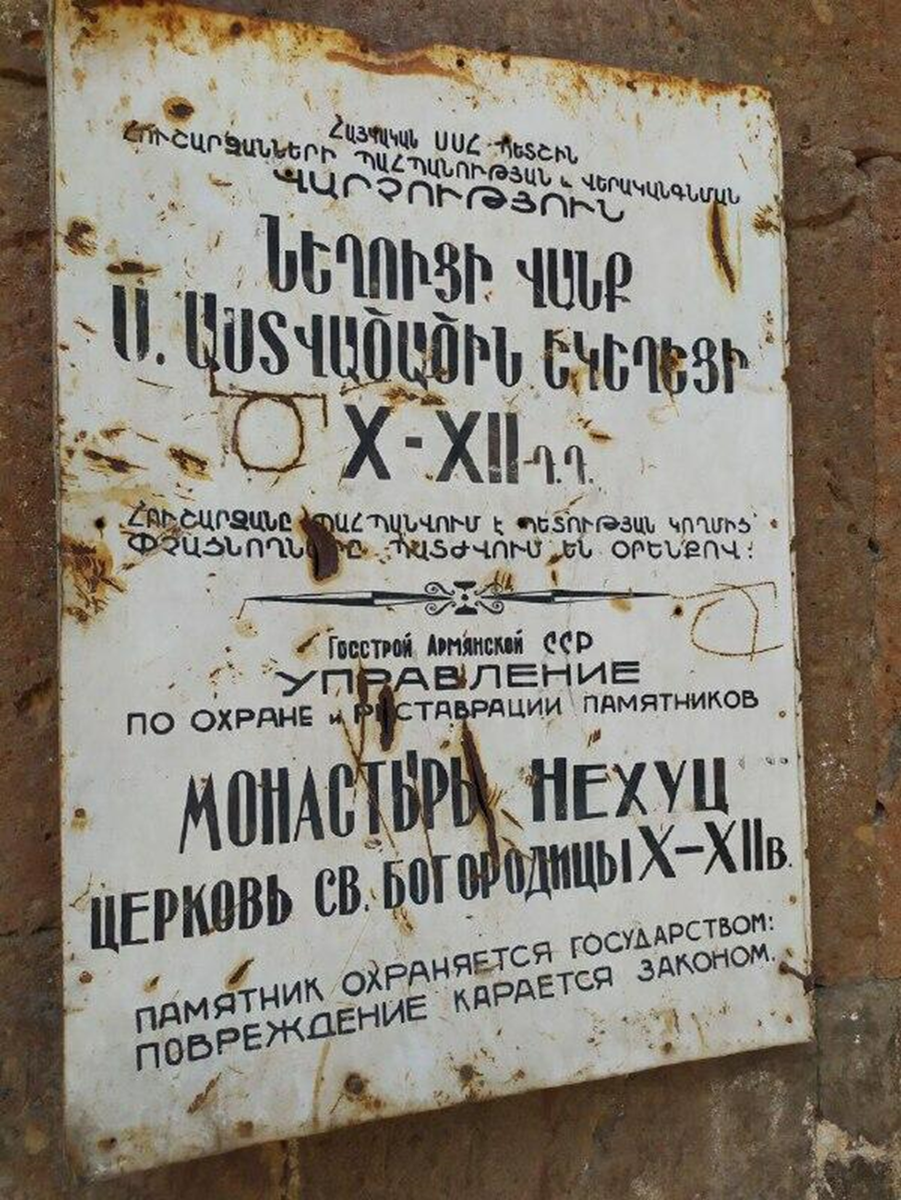 ՀԱՅԿԱԿԱՆ ՍՍՀ ՊԵՏՇԻՆ
ՀՈՒՇԱՐՁԱՆՆԵՐԻ ՊԱՀՊԱՆՈՒԹՅԱՆ և ՎԵՐԱԿԱՆԳՆՄԱՆ
ՎԱՐՉՈՒԹՅՈՒՆ
ՆԵՂՈՒՑԻ ՎԱՆՔ
Ս. ԱՍՏՎԱԾԱԾԻՆ ԵԿԵՂԵՑԻ
X-XII-Դ.Դ.
ՀՈՒՇԱՐՁԱՆԸ ՊԱՀՊԱՆՎՈՒՄ Է ՊԵՏՈՒԹՅԱՆ ԿՈՂՄԻՑ
ՓՉԱՑՆՈՂՆԵՐԸ ՊԱՏԺՎՈՒՄ ԵՆ ՕՐԵՆՔՈՎ:
ГОССТРОЙ АРМЯНСКОЙ ССР
УПРАВЛЕНИЕ
ПО ОХРАНЕ и РИСТАВРАЦИИ ПАМЯТНИКОВ
МОНАСТЫРЬ НЕХУЦ
ЦЕРКОВЬ СВ. БОГОРОДИЦЫ X-XII В.
ПАМЯТНИК ОХРАНЯЕТСЯ ГОСУДАРСТВОМ:
ПОВРЕЖДЕНИЕ КАРАЕТСЯ ЗАКОНОМ.